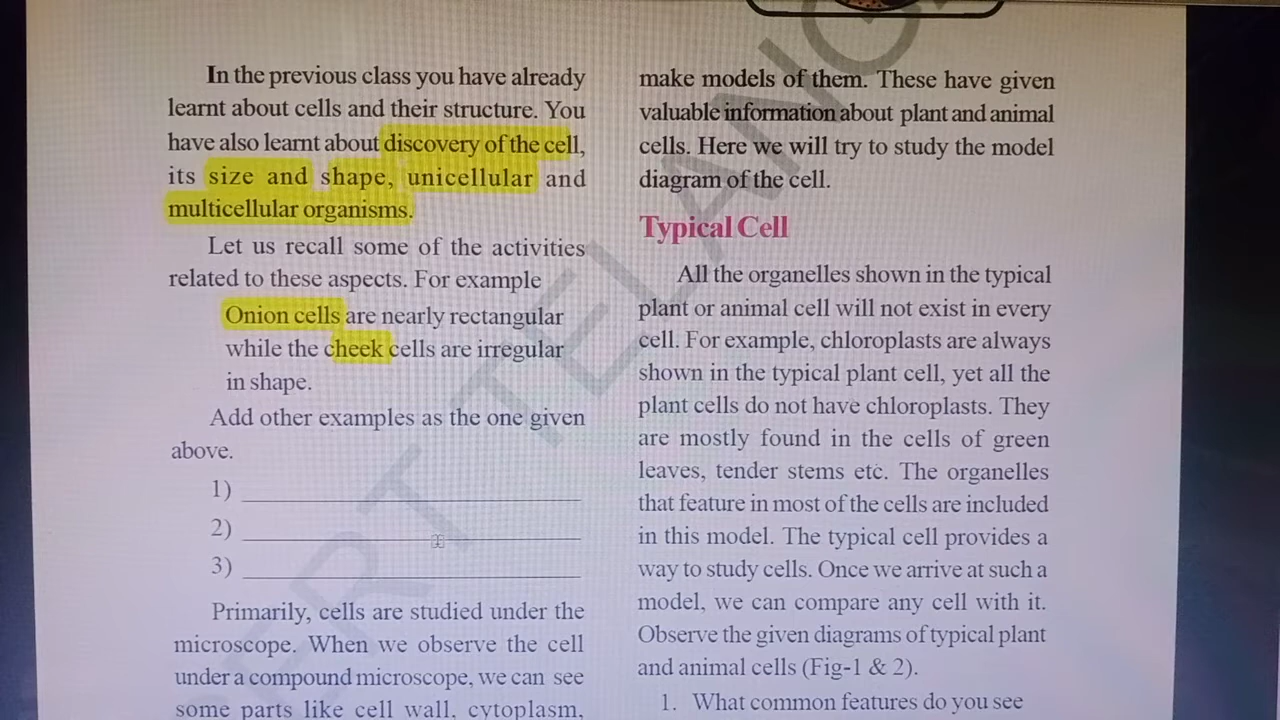 In the previous class you have already
learnt about cells and their structure. You
have also learnt about discovery of the cell,
its size and shape, unicellular and
multicellular organisms.
Let us recall some of the activities
related to these aspects. For example
Onion cells are nearly rectangular
while the cheek cells are irregular
in shape.
Add other examples as the one given
above.
1)
2)
3)
Primarily, cells are studied under the
microscope. When we observe the cell
under a compound microscope, we can see
some parts like cell wall, cytoplasm,
make models of them. These have given
valuable information about plant and animal
cells. Here we will try to study the model
diagram of the cell.
Typical Cell
All the organelles shown in the typical
plant or animal cell will not exist in every
cell. For example, chloroplasts are always
shown in the typical plant cell, yet all the
plant cells do not have chloroplasts. They
are mostly found in the cells of green
leaves, tender stems etc. The organelles
that feature in most of the cells are included
in this model. The typical cell provides a
way to study cells. Once we arrive at such a
model, we can compare any cell with it.
Observe the given diagrams of typical plant
and animal cells (Fig-1 & 2).
1. What common features do you see